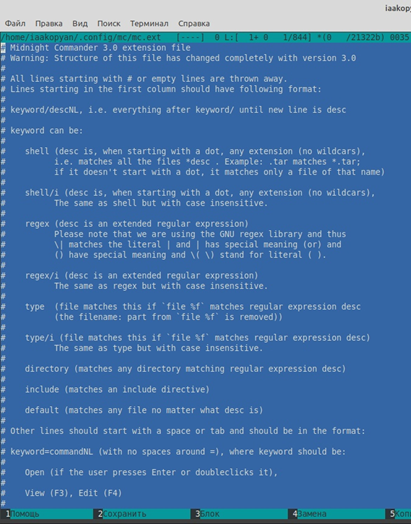 iaakopy
Файл Правка Вид Поиск Терминал Справка
/home/iaakopyan/.config/mc/mc.ext [----] 0 L:[ 1+ 0 1/844] *(0 /21322b) 0035
# Midnight Commander 3.0 extension file
# Warning: Structure of this file has changed completely with version 3.0
#
# All lines starting with # or empty lines are thrown away.
# Lines starting in the first column should have following format:
#
# keyword/descNL, i.e. everything after keyword/ until new line is desc
#
# keyword can be:
#
# shell (desc is, when starting with a dot, any extension (no wildcars),
# i.e. matches all the files *desc . Example: .tar matches *.tar;
# if it doesn't start with a dot, it matches only a file of that name)
#
# shell/i (desc is, when starting with a dot, any extension (no wildcars),
# The same as shell but with case insensitive.
#
# regex (desc is an extended regular expression)
# Please note that we are using the GNU regex library and thus
# \| matches the literal | and | has special meaning (or) and
# () have special meaning and \( \) stand for literal ( ).
#
# regex/i (desc is an extended regular expression)
# The same as regex but with case insensitive.
#
# type (file matches this if `file %f` matches regular expression desc
# (the filename: part from `file %f` is removed))
#
# type/i (file matches this if `file %f` matches regular expression desc)
# The same as type but with case insensitive.
#
# directory (matches any directory matching regular expression desc)
#
# include (matches an include directive)
#
# default (matches any file no matter what desc is)
#
# Other lines should start with a space or tab and should be in the format:
#
# keyword=commandNL (with no spaces around =), where keyword should be:
#
# Open (if the user presses Enter or doubleclicks it),
#
# View (F3), Edit (F4)
#
1Помощь 2Сохранить 3Блок 4Замена 5Коп